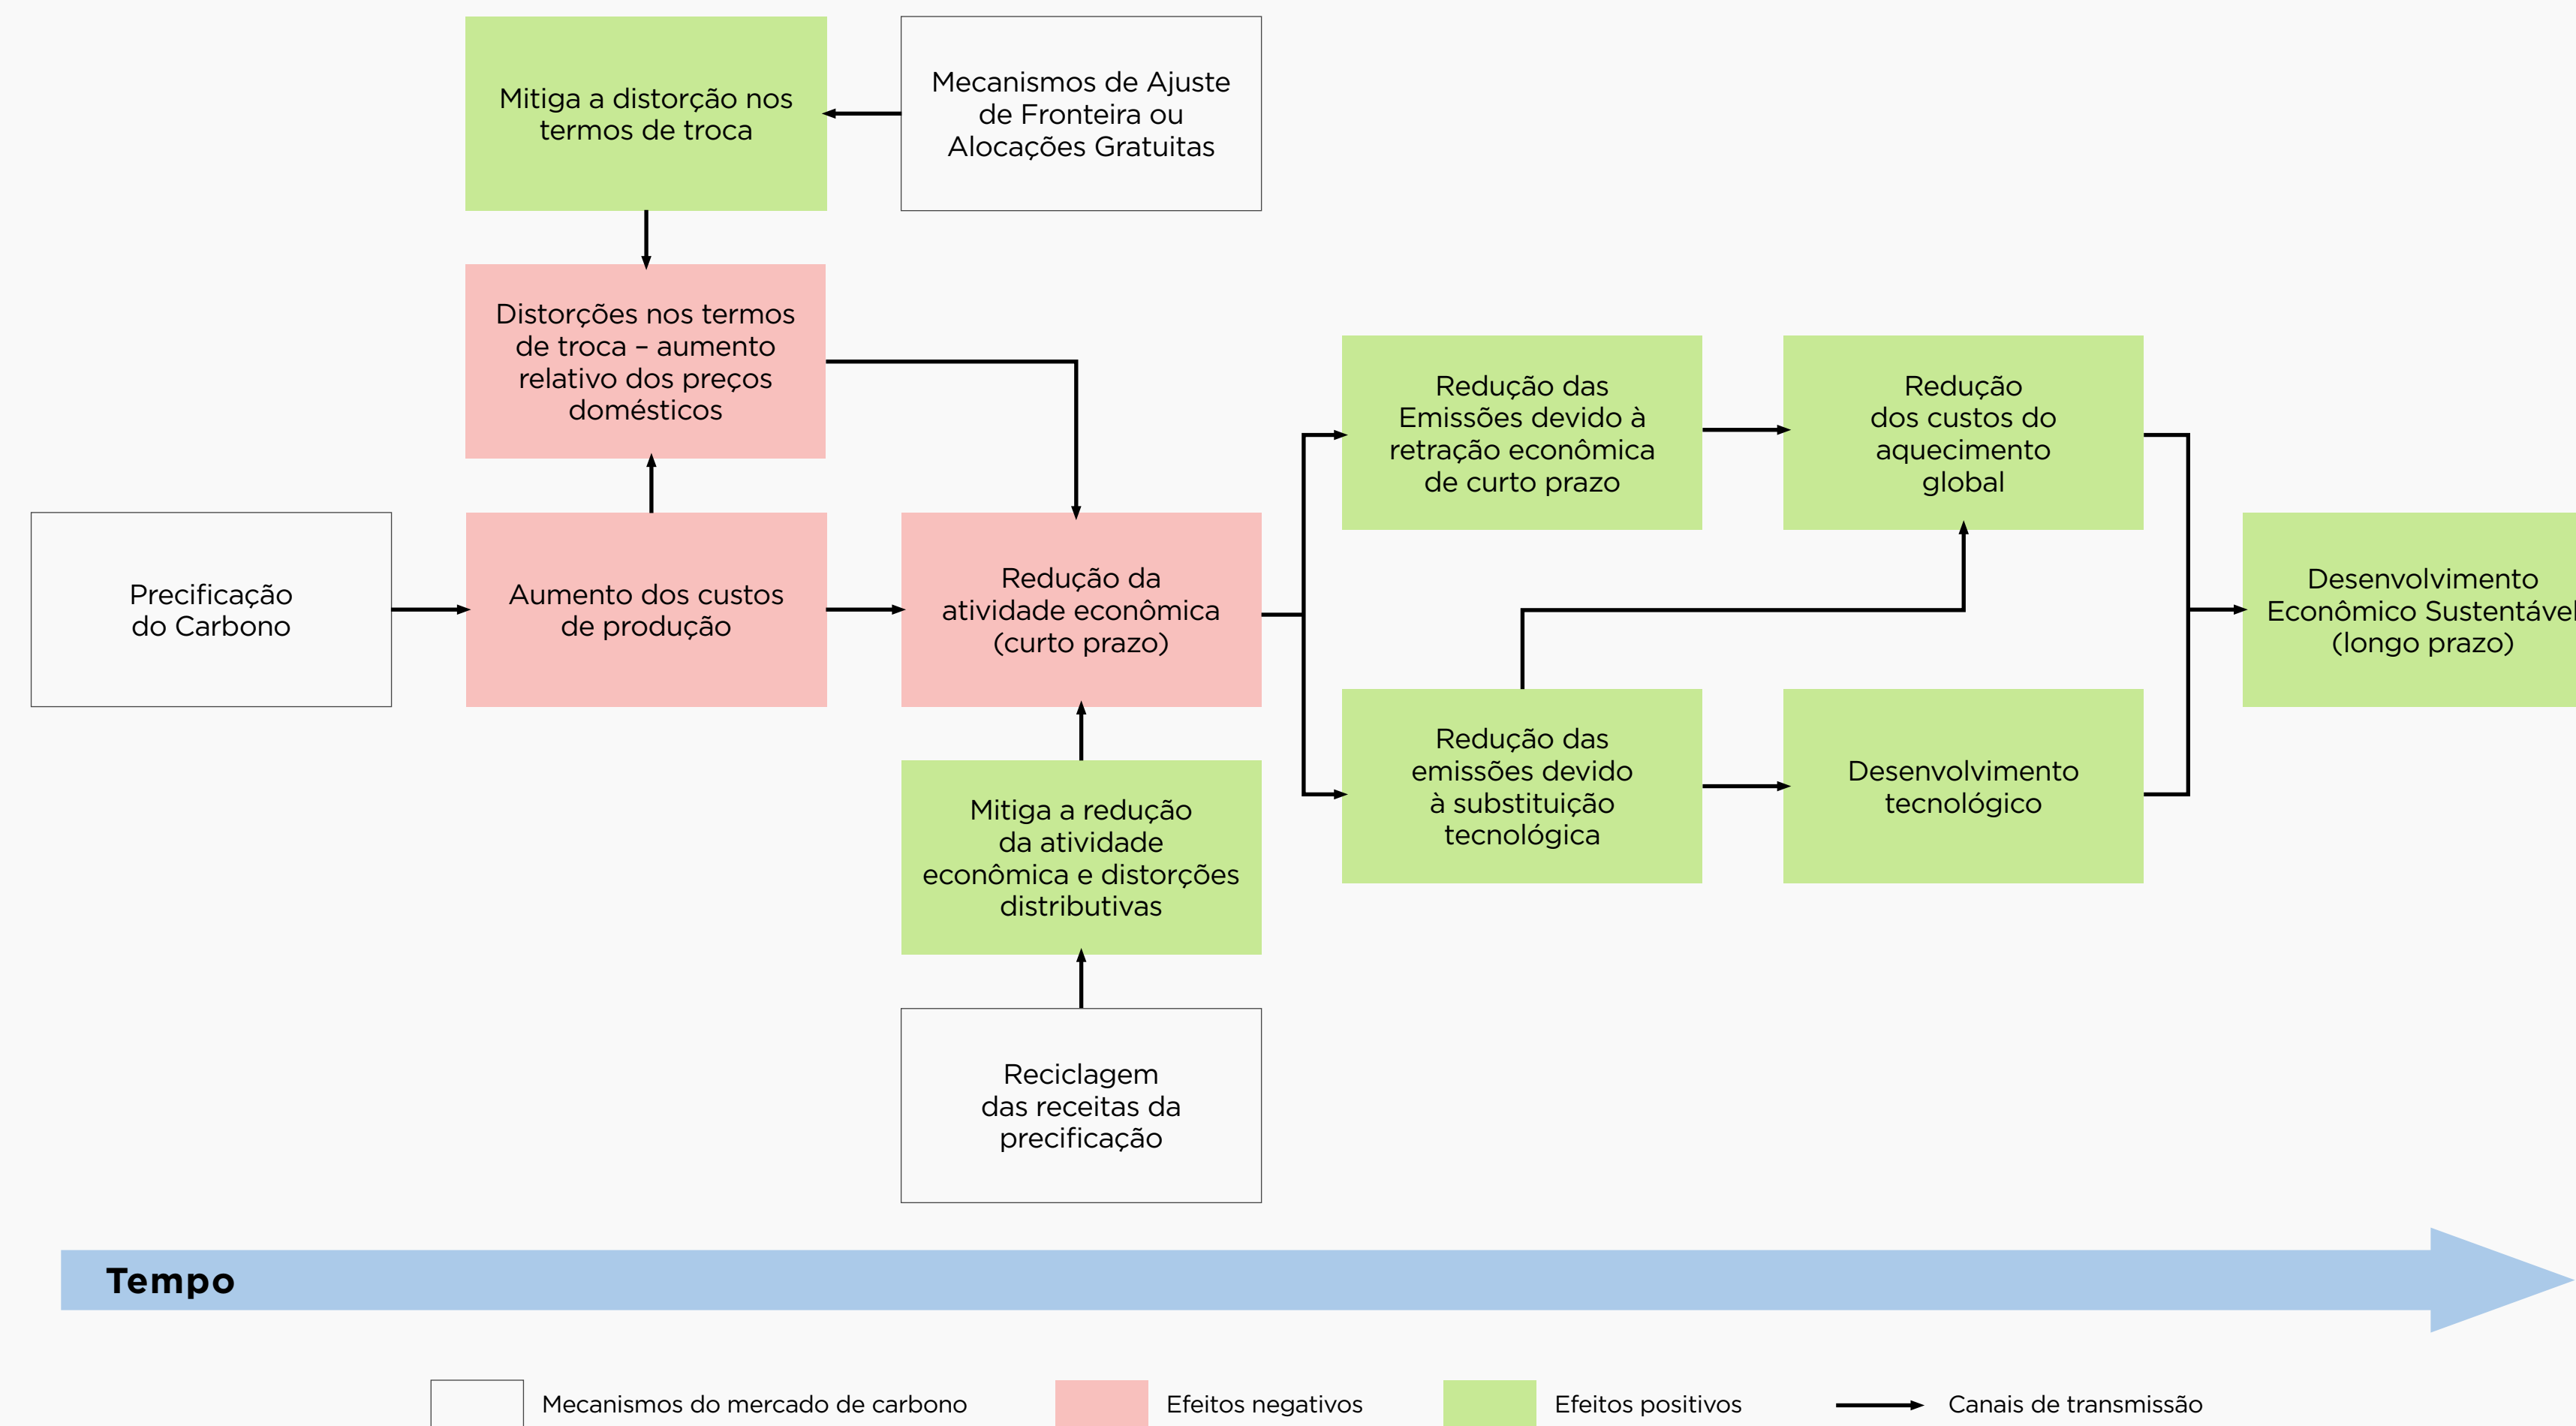 Mitiga a distorção nos
termos de troca
Mecanismos de Ajuste
de Fronteira ou
Alocações Gratuitas
Distorções nos termos
de troca – aumento
relativo dos preços
domésticos
Precificação
do Carbono
Aumento dos custos
de produção
Redução da
atividade econômica
(curto prazo)
Redução das
Emissões devido à
retração econômica
de curto prazo
Redução
dos custos do
aquecimento
global
Redução das
emissões devido
à substituição
tecnológica
Desenvolvimento
tecnológico
Desenvolvimento
Econômico Sustentável
(longo prazo)
Mitiga a redução
da atividade
econômica e distorções
distributivas
Reciclagem
das receitas da
precificação
Tempo
Mecanismos do mercado de carbono
Efeitos negativos
Efeitos positivos
Canais de transmissão